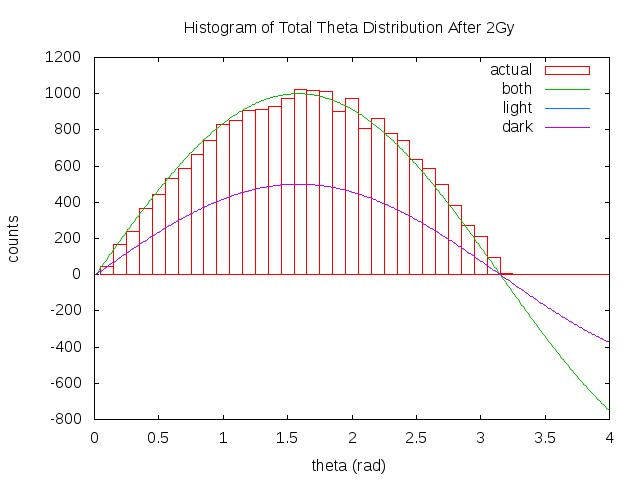 Histogram of Total Theta Distribution After 2Gy
1200
1000
800
600
400
200
0
-200
-400
-600
-800
counts
actual
both
light
dark
0 0.5 1 1.5 2 2.5 3 3.5 4
theta (rad)